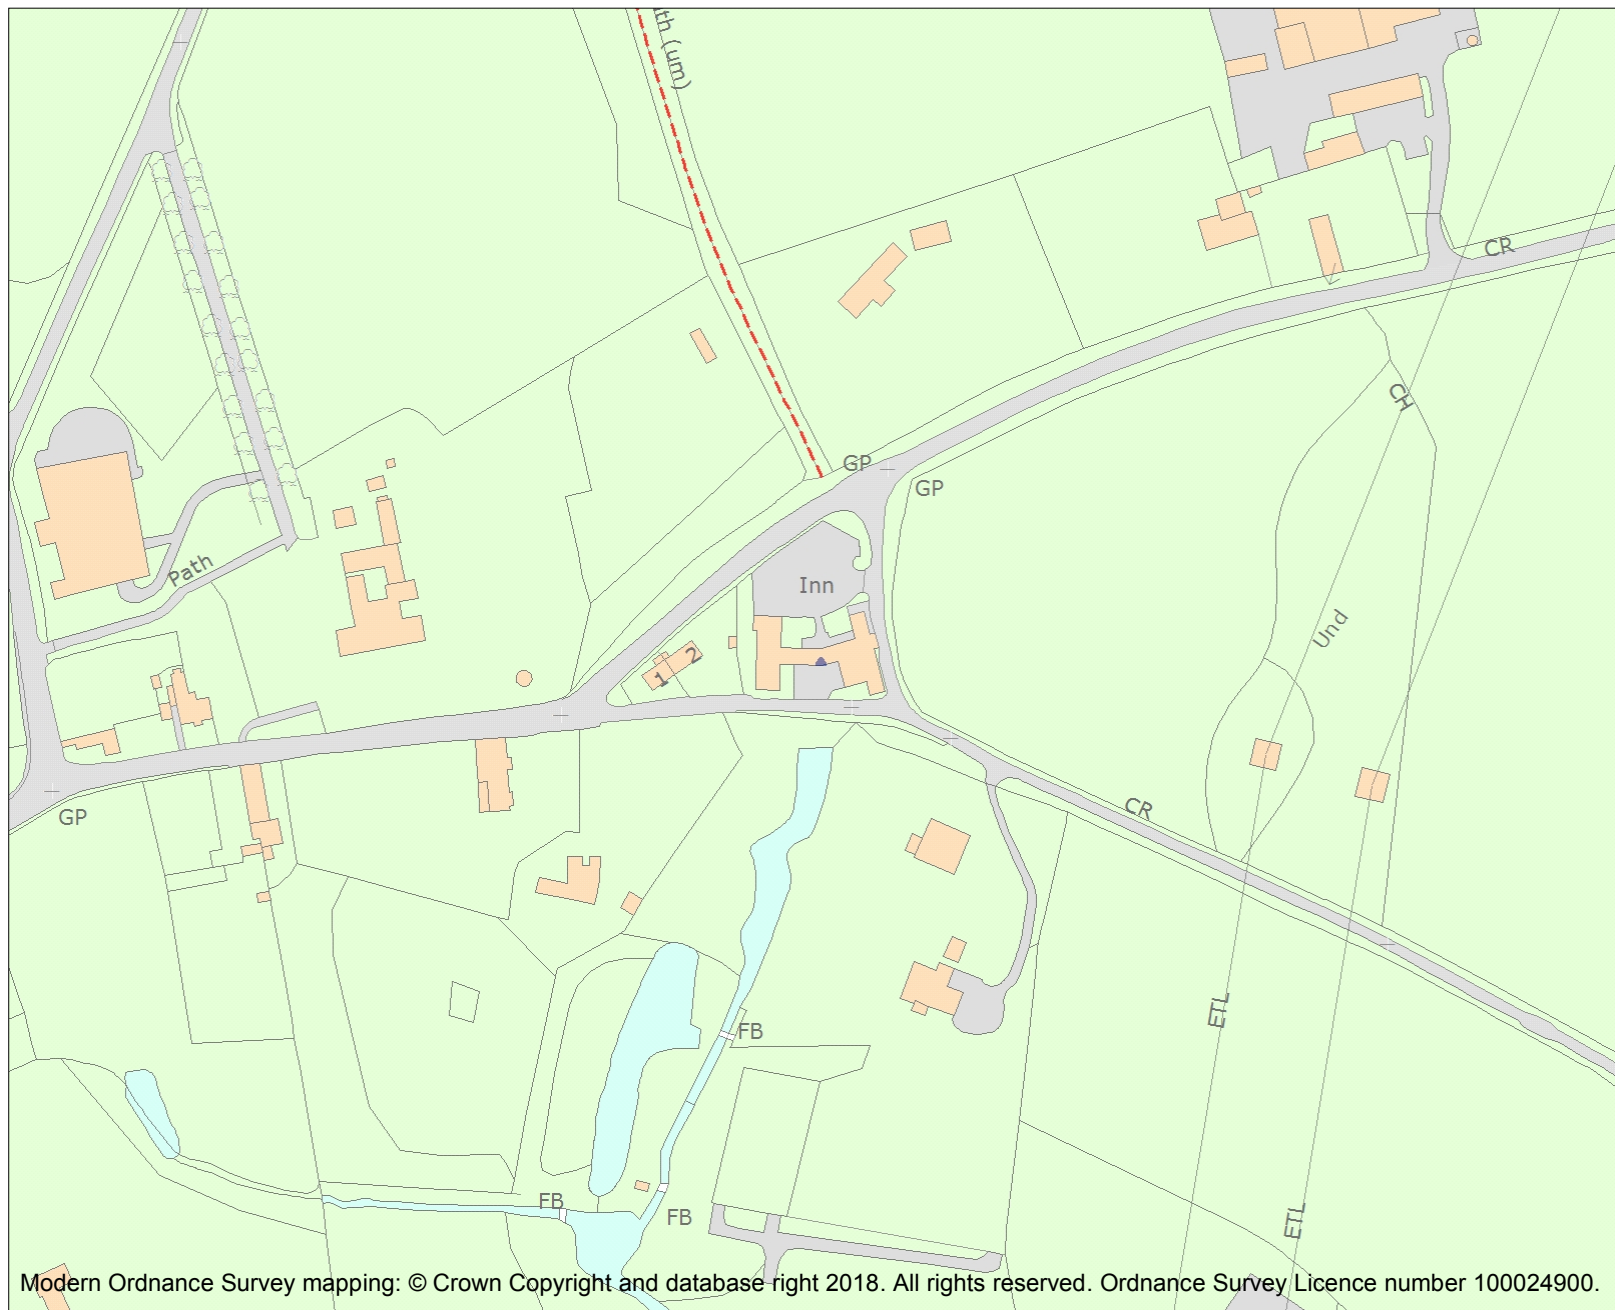 th (um)
CR
CH
GP
GP
Inn
Path
Und
2
1
CR
GP
ETL
FB
FB
FB
ETL
Modern Ordnance Survey mapping: © Crown Copyright and database right 2018. All rights reserved. Ordnance Survey Licence number 100024900.